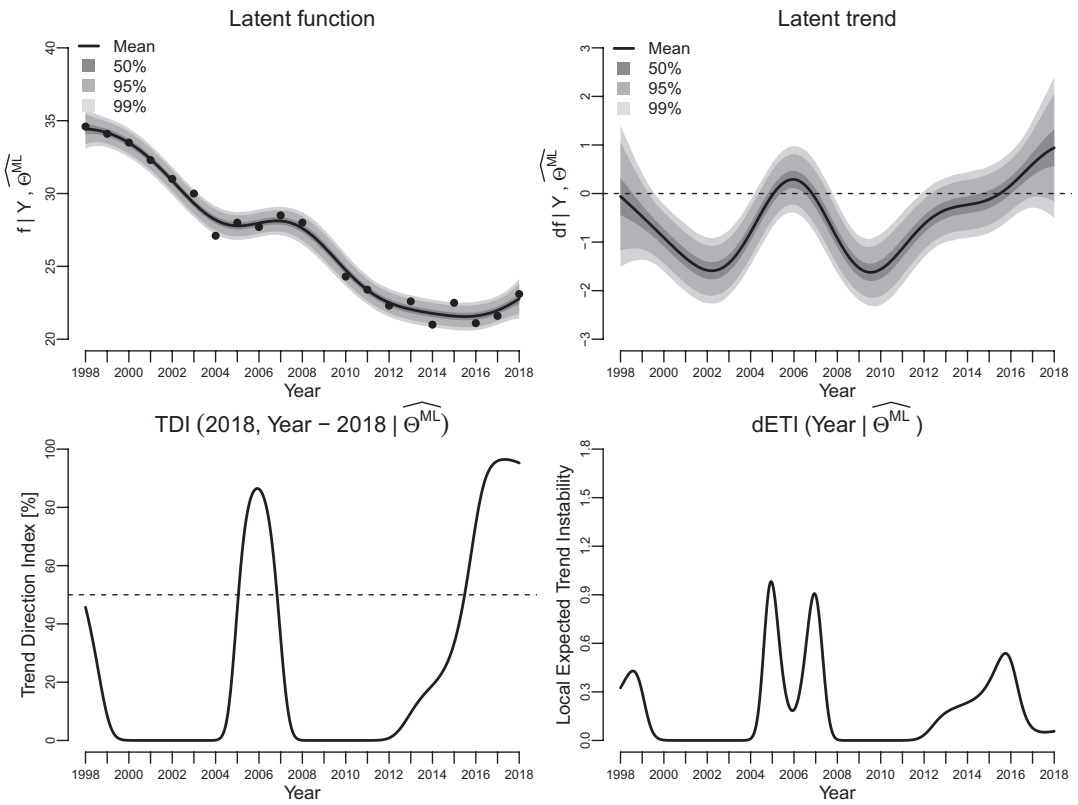 Latent function
f | Y , Θ̂ᴹᴸ
40
35
30
25
20
Mean
50%
95%
99%
1998 2000 2002 2004 2006 2008 2010 2012 2014 2016 2018
Year
Latent trend
df | Y , Θ̂ᴹᴸ
3
2
1
0
−1
−2
−3
Mean
50%
95%
99%
1998 2000 2002 2004 2006 2008 2010 2012 2014 2016 2018
Year
TDI (2018, Year − 2018 | Θ̂ᴹᴸ)
Trend Direction Index [%]
100
80
60
40
20
0
1998 2000 2002 2004 2006 2008 2010 2012 2014 2016 2018
Year
dETI (Year | Θ̂ᴹᴸ )
Local Expected Trend Instability
1.8
1.5
1.2
0.9
0.6
0.3
0.0
1998 2000 2002 2004 2006 2008 2010 2012 2014 2016 2018
Year